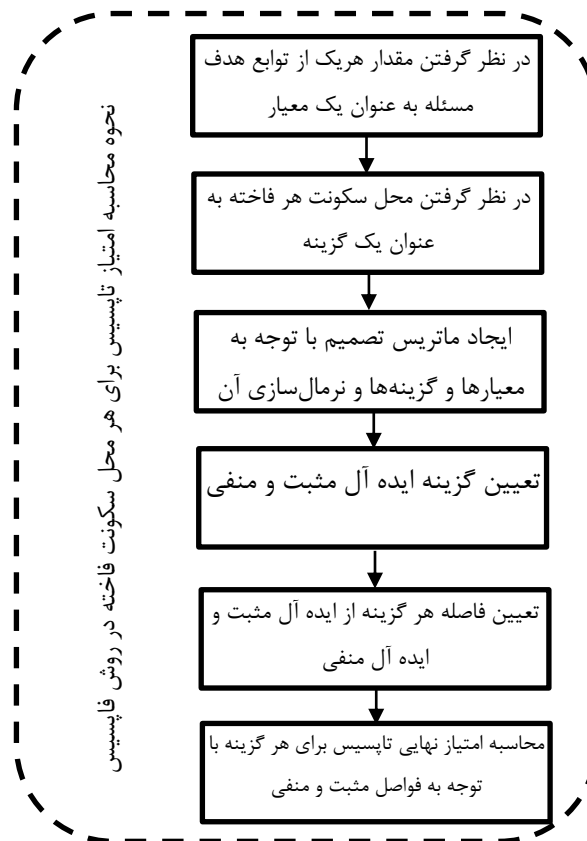 نحوه محاسبه امتیاز تاپسیس برای هر محل سکونت فاخته در روش فاپسیس
در نظر گرفتن مقدار هریک از توابع هدف
مسئله به عنوان یک معیار
در نظر گرفتن محل سکونت هر فاخته به
عنوان یک گزینه
ایجاد ماتریس تصمیم با توجه به
معیارها و گزینه‌ها و نرمال‌سازی آن
تعیین گزینه ایده آل مثبت و منفی
تعیین فاصله هر گزینه از ایده آل مثبت و
ایده آل منفی
محاسبه امتیاز نهایی تاپسیس برای هر گزینه با
توجه به فواصل مثبت و منفی